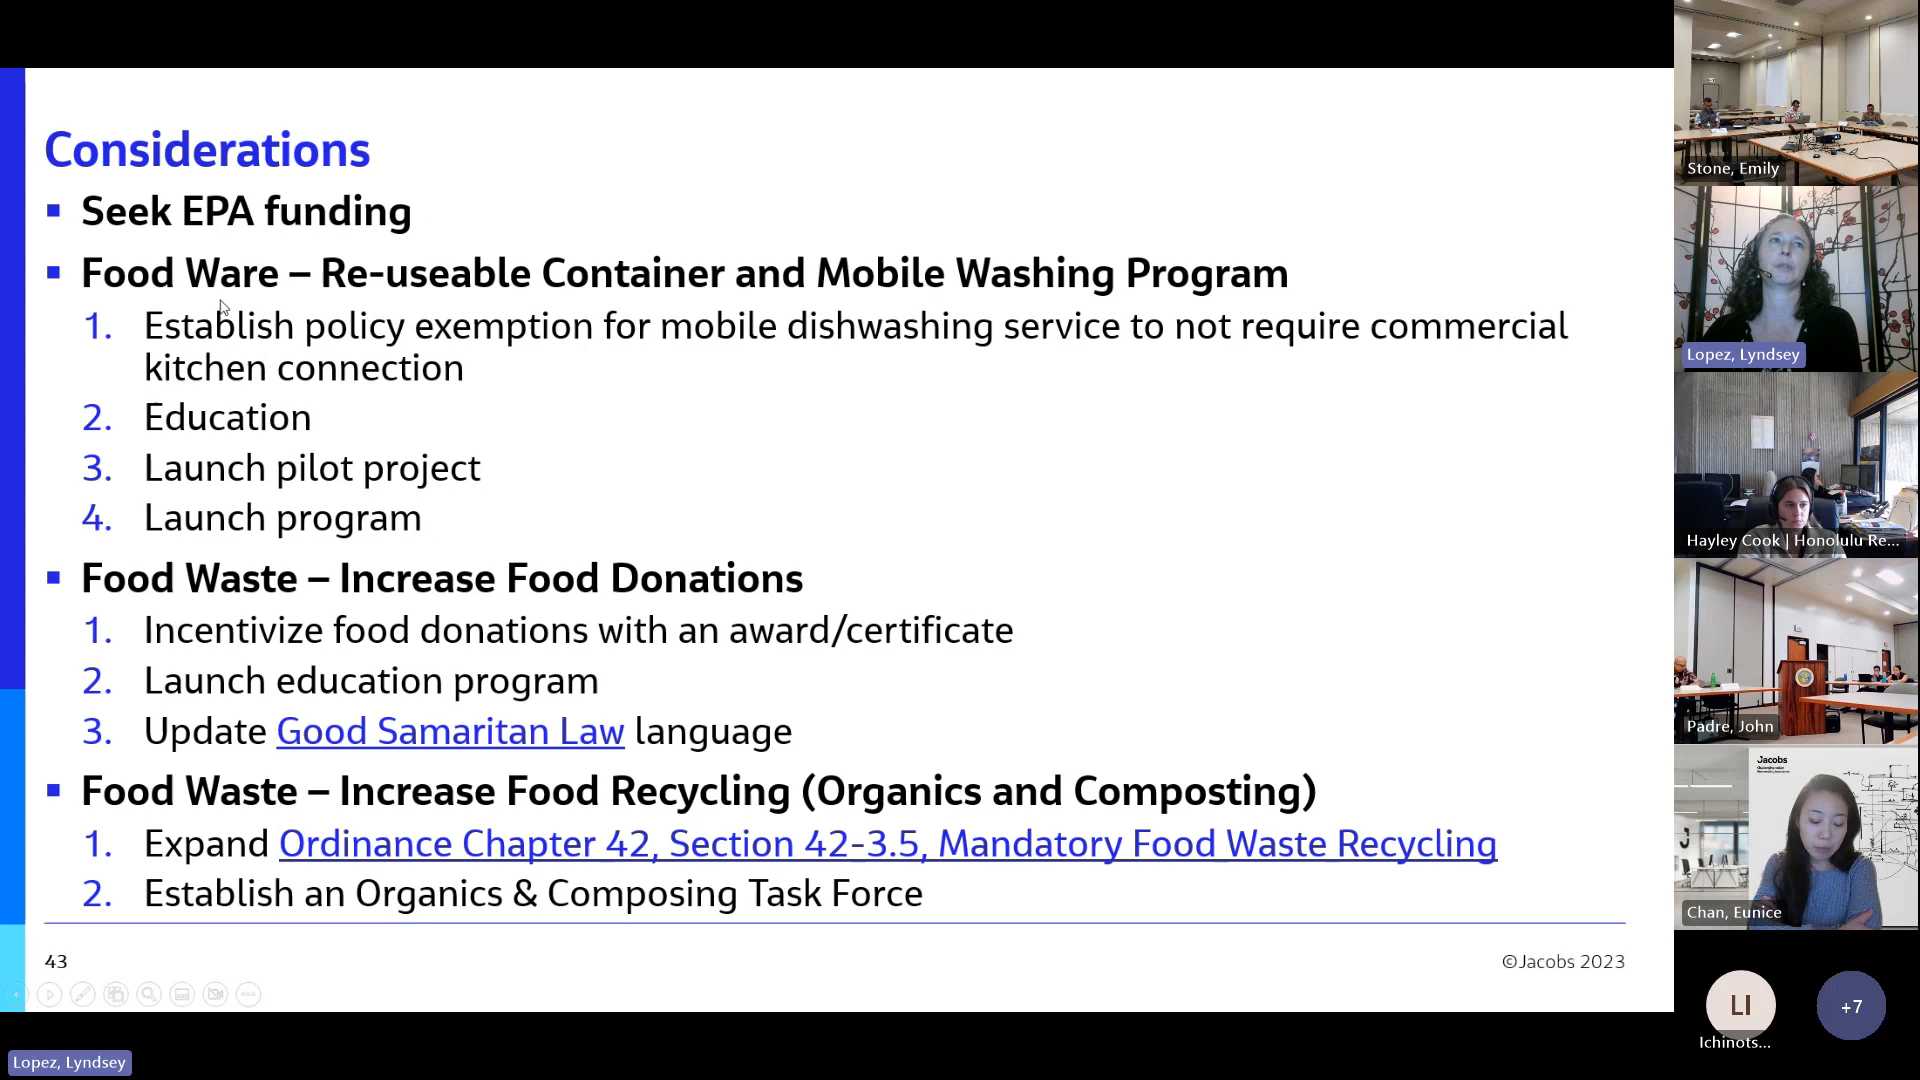 Considerations
Seek EPA funding
Food Ware – Re-useable Container and Mobile Washing Program
1. Establish policy exemption for mobile dishwashing service to not require commercial
kitchen connection
2. Education
3. Launch pilot project
4. Launch program
Food Waste – Increase Food Donations
1. Incentivize food donations with an award/certificate
2. Launch education program
3. Update Good Samaritan Law language
Food Waste – Increase Food Recycling (Organics and Composting)
1. Expand Ordinance Chapter 42, Section 42-3.5, Mandatory Food Waste Recycling
2. Establish an Organics & Composing Task Force
43
©Jacobs 2023
Lopez, Lyndsey
Stone, Emily
Lopez, Lyndsey
Hayley Cook | Honolulu Re...
Padre, John
Jacobs
Chan, Eunice
LI
Ichinots...
+7